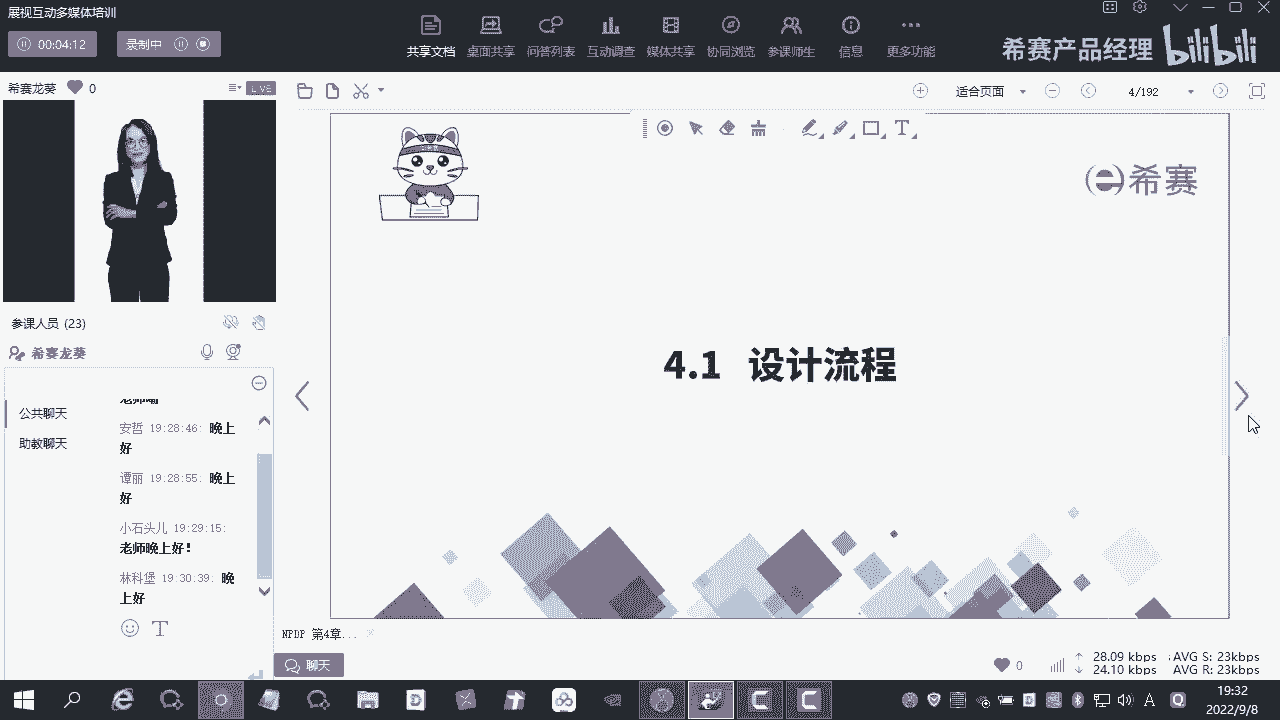 展视互动多媒体培训
00:04:12
录制中
共享文档
桌面共享
问答列表
互动调查
媒体共享
协同浏览
参课师生
信息
更多功能
希赛产品经理
bilibili
希赛龙葵
0
LIVE
适合页面
4/192
希赛
4.1 设计流程
参课人员 (23)
希赛龙葵
公共聊天
助教聊天
安哲 19:28:46: 晚上
好
谭丽 19:28:55: 晚上
好
小石头儿 19:29:15:
老师晚上好!
林科堡 19:30:39: 晚
上好
NPDP 第4章...
聊天
0
28.09 kbps
AVG S: 23kbps
24.10 kbps
AVG R: 23kbps
19:32
2022/9/8